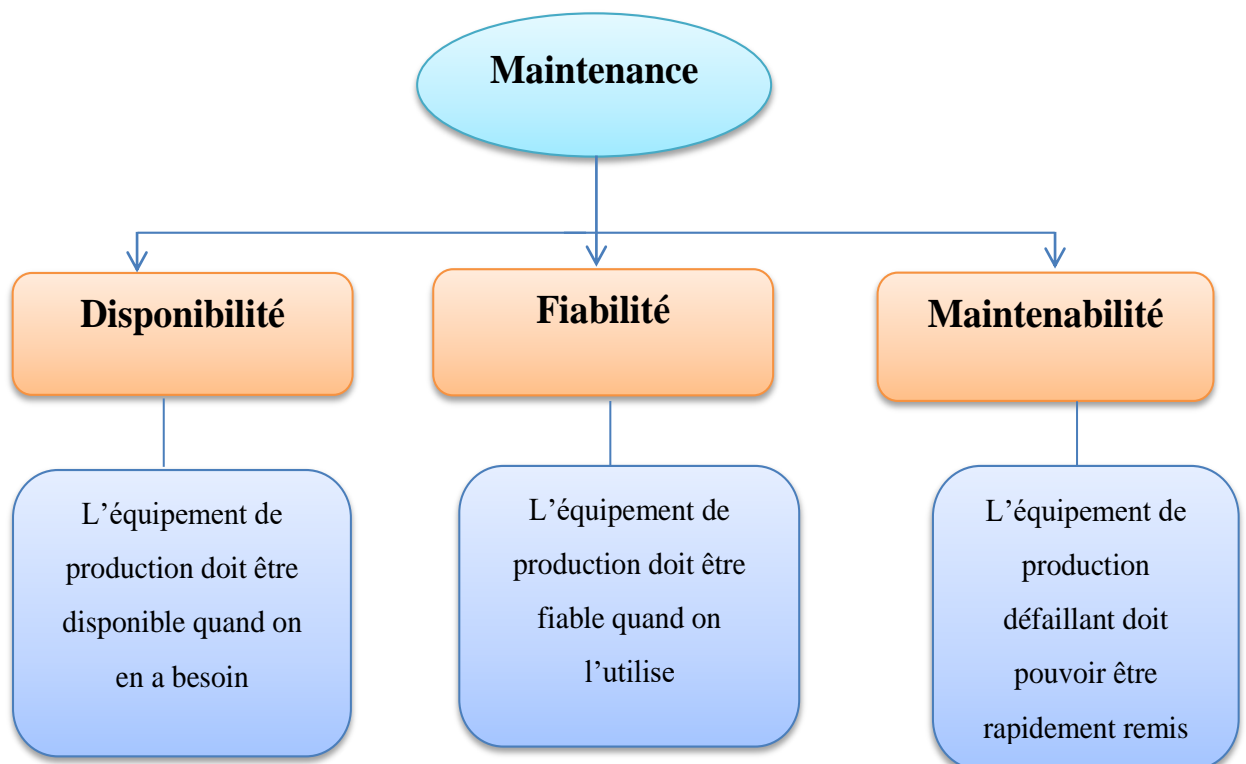 Maintenance
Disponibilité
Fiabilité
Maintenabilité
L’équipement de
production doit être
disponible quand on
en a besoin
L’équipement de
production doit être
fiable quand on
l’utilise
L’équipement de
production
défaillant doit
pouvoir être
rapidement remis